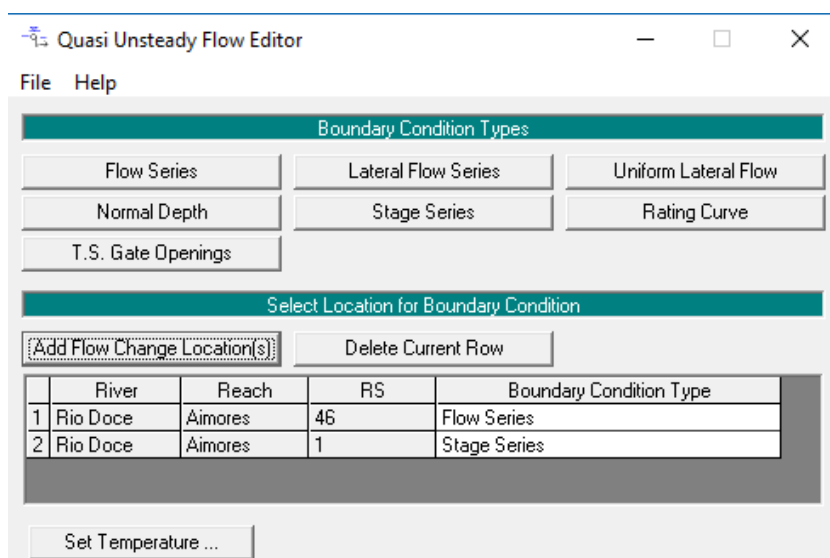 Quasi Unsteady Flow Editor
File Help
Boundary Condition Types
Flow Series Lateral Flow Series Uniform Lateral Flow
Normal Depth Stage Series Rating Curve
T.S. Gate Openings
Select Location for Boundary Condition
Add Flow Change Location(s) Delete Current Row
River Reach RS Boundary Condition Type
1 Rio Doce Aimores 46 Flow Series
2 Rio Doce Aimores 1 Stage Series
Set Temperature ...